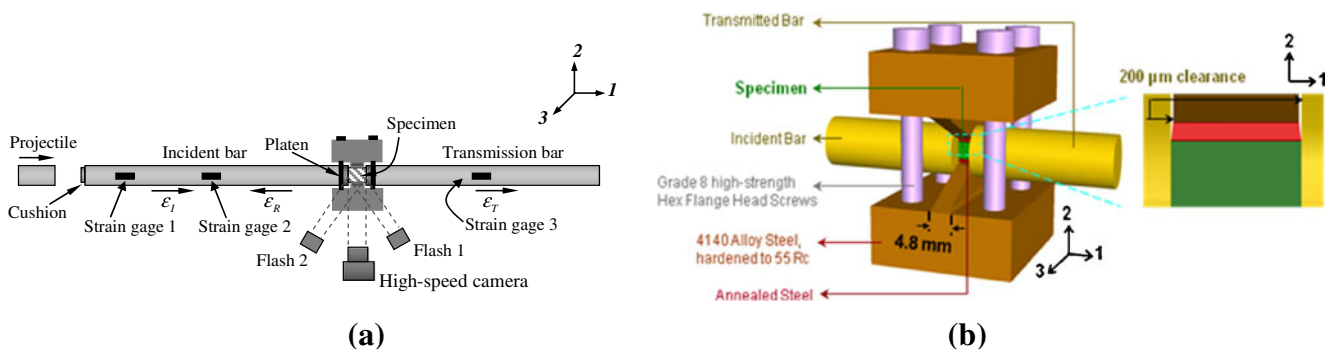 2
1
3
Projectile
Incident bar
Platen
Specimen
Transmission bar
Cushion
Strain gage 1
ε_I
Strain gage 2
ε_R
ε_T
Strain gage 3
Flash 2
Flash 1
High-speed camera
(a)
Transmitted Bar
Specimen
Incident Bar
Grade 8 high-strength
Hex Flange Head Screws
4140 Alloy Steel,
hardened to 55 Rc
Annealed Steel
4.8 mm
2
1
3
200 µm clearance
2
1
(b)